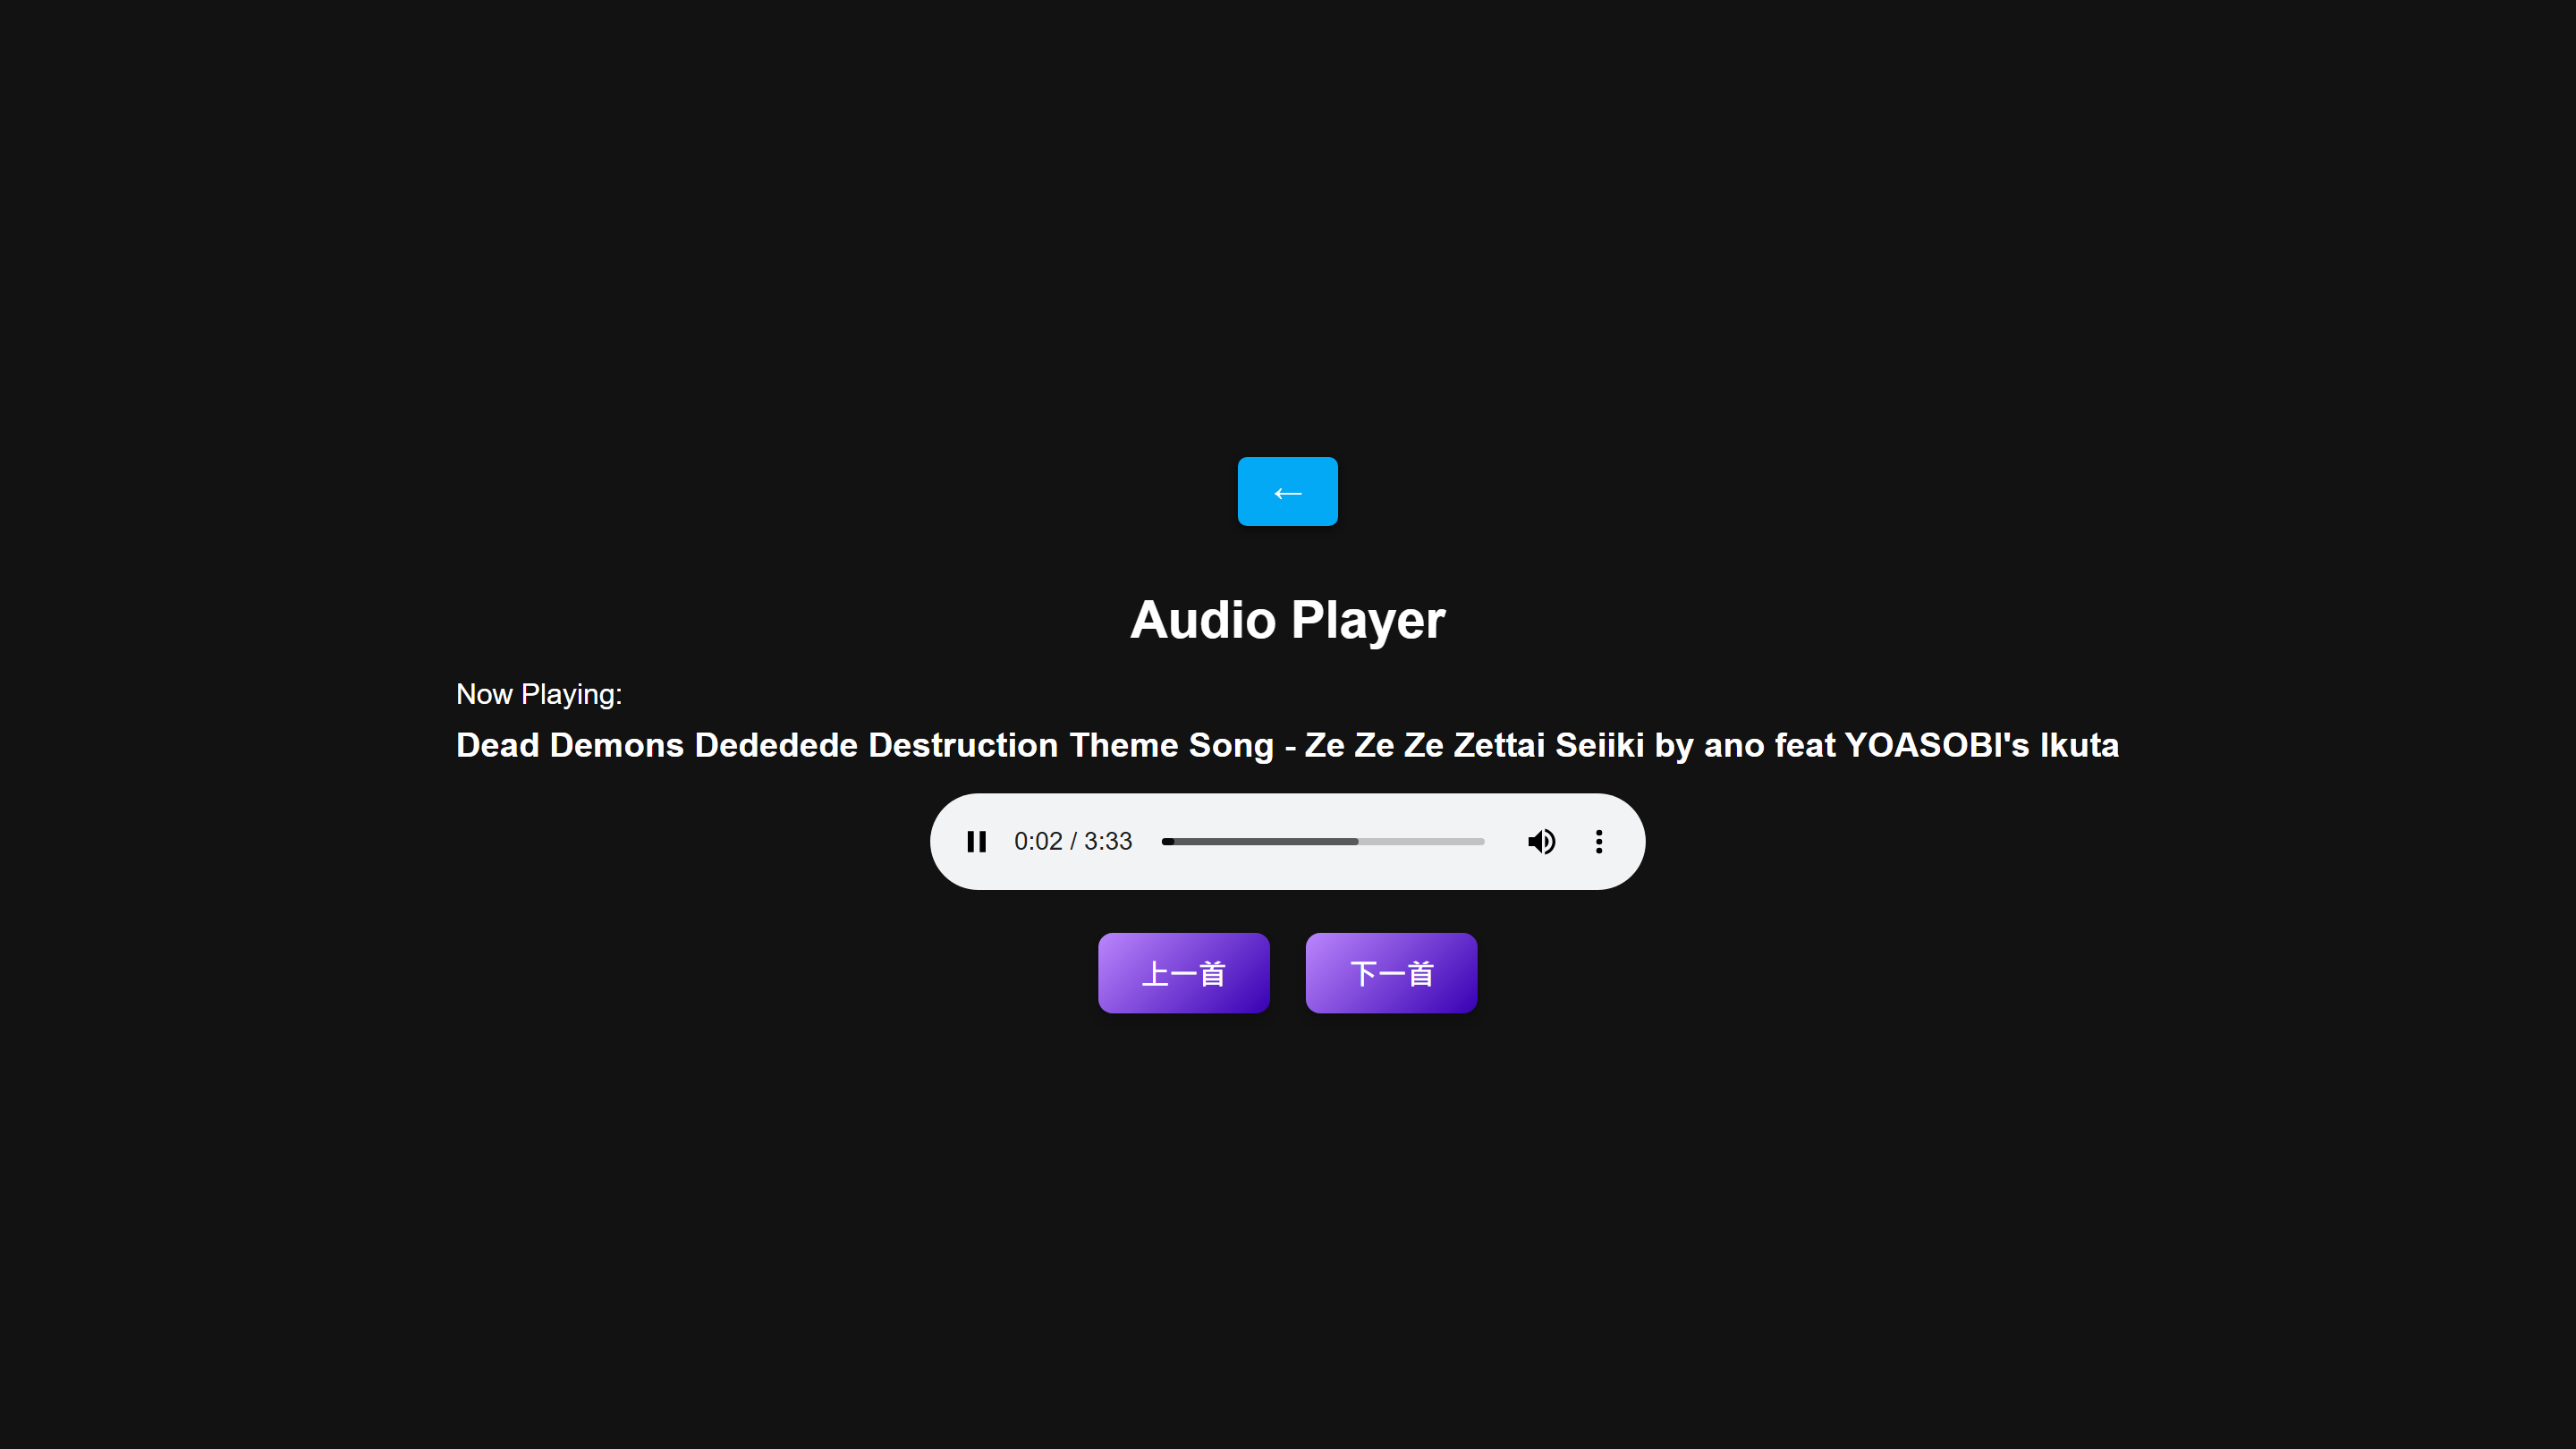 ←
Audio Player
Now Playing:
Dead Demons Dededede Destruction Theme Song - Ze Ze Ze Zettai Seiiki by ano feat YOASOBI's Ikuta
0:02 / 3:33
上一首 下一首